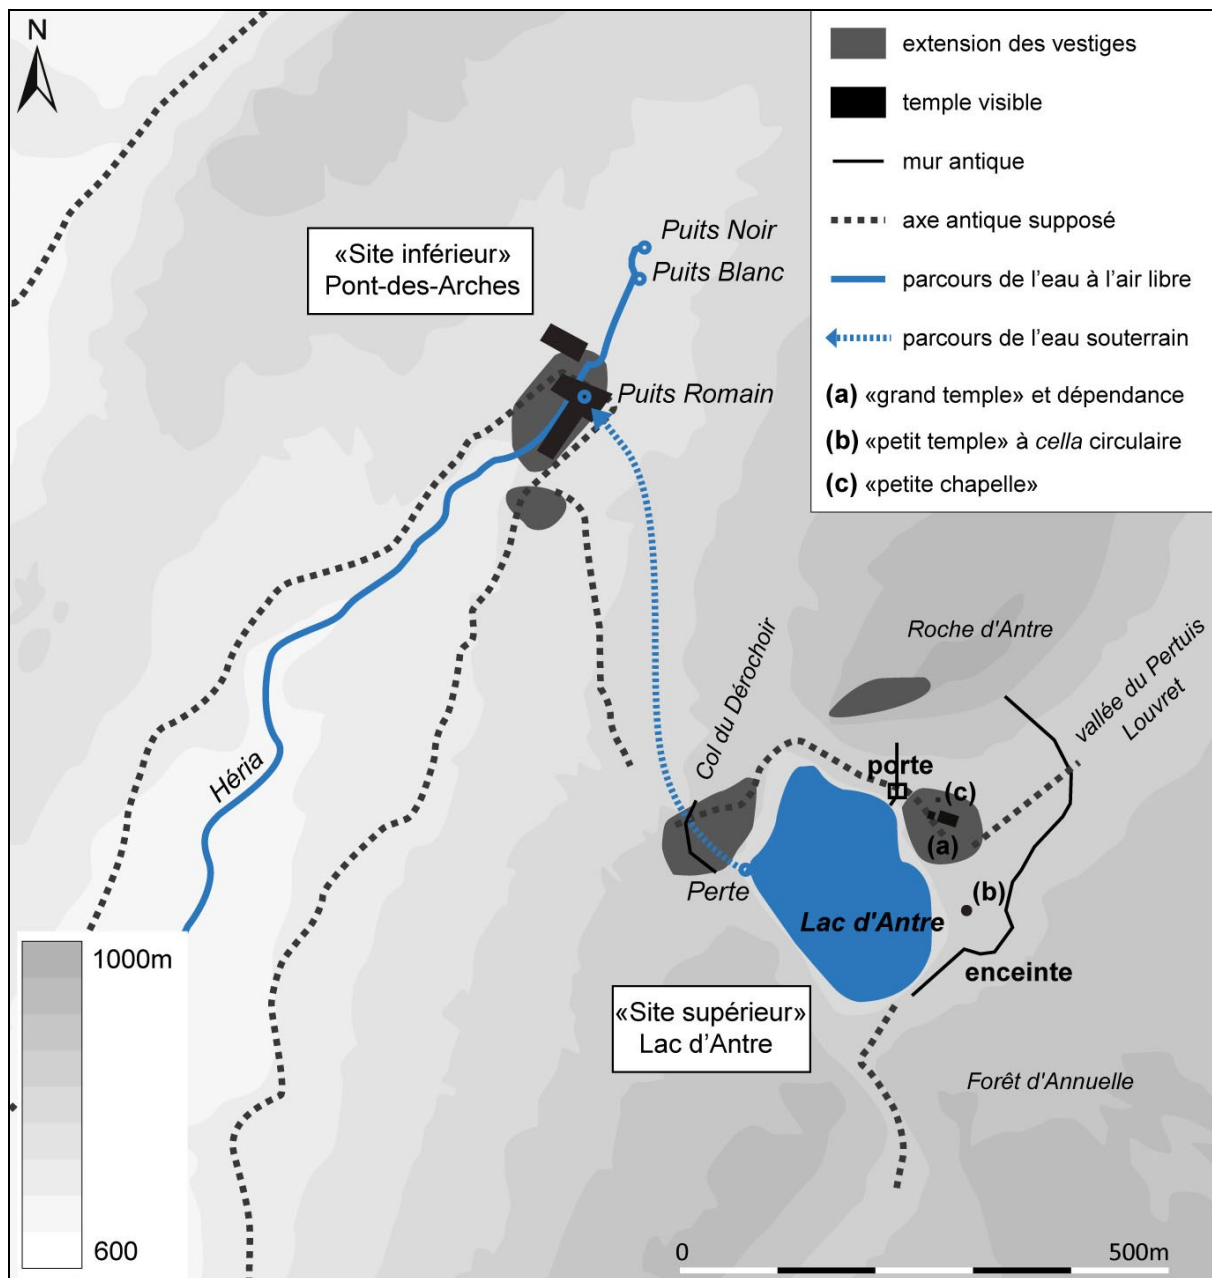 N
extension des vestiges
temple visible
mur antique
axe antique supposé
parcours de l'eau à l'air libre
parcours de l'eau souterrain
(a) «grand temple» et dépendance
(b) «petit temple» à cella circulaire
(c) «petite chapelle»
Puits Noir
Puits Blanc
«Site inférieur»
Pont-des-Arches
Puits Romain
Roche d'Antre
vallée du Pertuis
Louvret
Col du Dérochoir
Héria
porte
(c)
(a)
Perte
(b)
Lac d'Antre
enceinte
«Site supérieur»
Lac d'Antre
Forêt d'Annuelle
1000m
600
0
500m